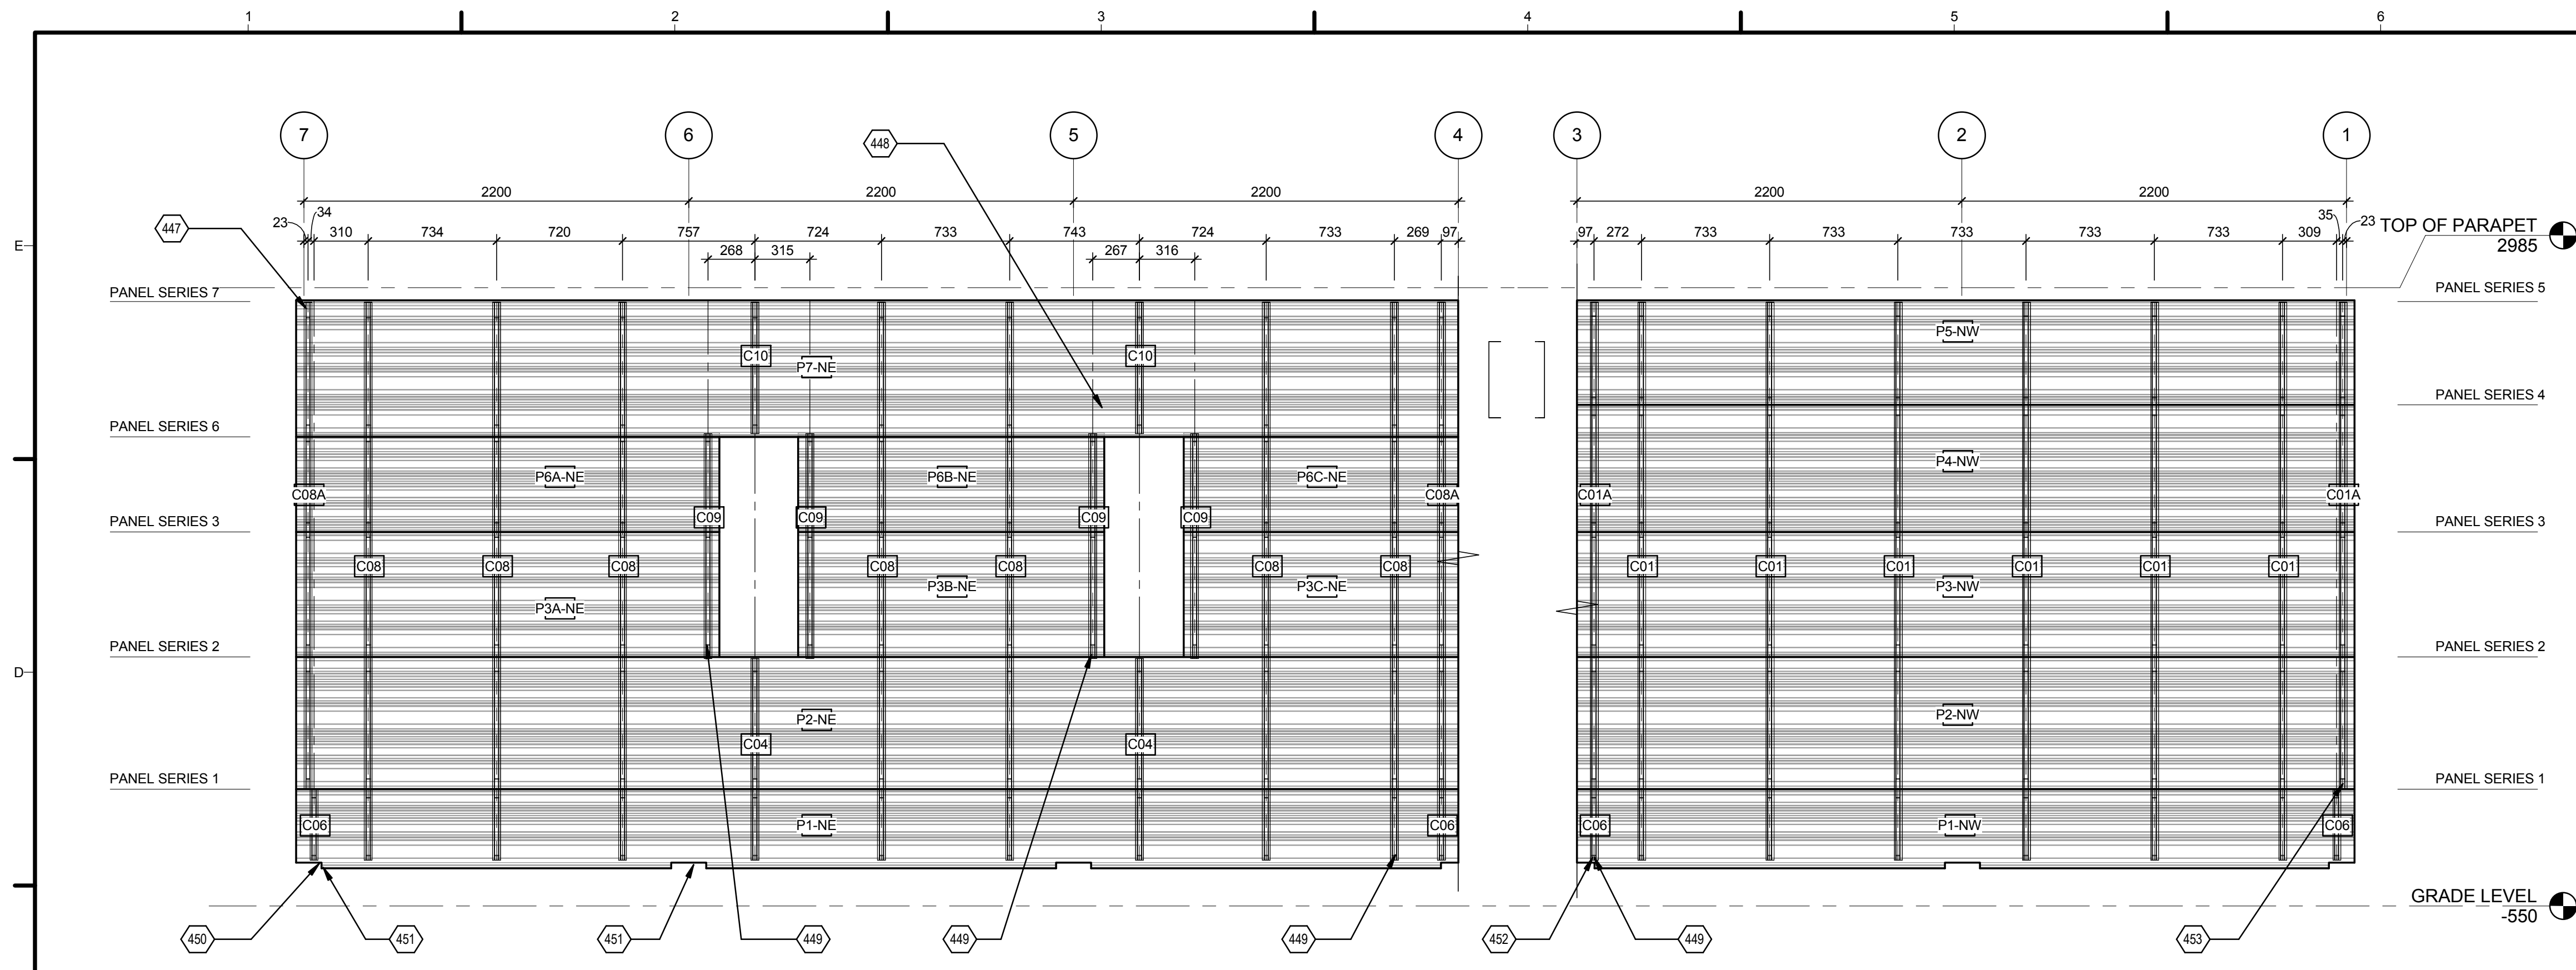 1 2 3 4 5 6
7 6 5 4 3 2 1
448
2200 2200 2200 2200 2200
447
23 34 35 23
310 734 720 757 724 733 743 724 733 269 97 97 272 733 733 733 733 733 309
268 315 267 316
TOP OF PARAPET
2985
E
PANEL SERIES 7 PANEL SERIES 5
P5-NW
C10 C10
P7-NE
PANEL SERIES 4
PANEL SERIES 6
P4-NW
P6A-NE P6B-NE P6C-NE
C08A C08A C01A C01A
C09 C09 C09 C09
PANEL SERIES 3 PANEL SERIES 3
C08 C08 C08 C08 C08 C08 C08 C01 C01 C01 C01 C01 C01
P3B-NE P3C-NE P3-NW
P3A-NE
PANEL SERIES 2 PANEL SERIES 2
D
P2-NE P2-NW
C04 C04
PANEL SERIES 1 PANEL SERIES 1
C06 P1-NE C06 C06 P1-NW C06
GRADE LEVEL
-550
450 451 451 449 449 449 452 449 453